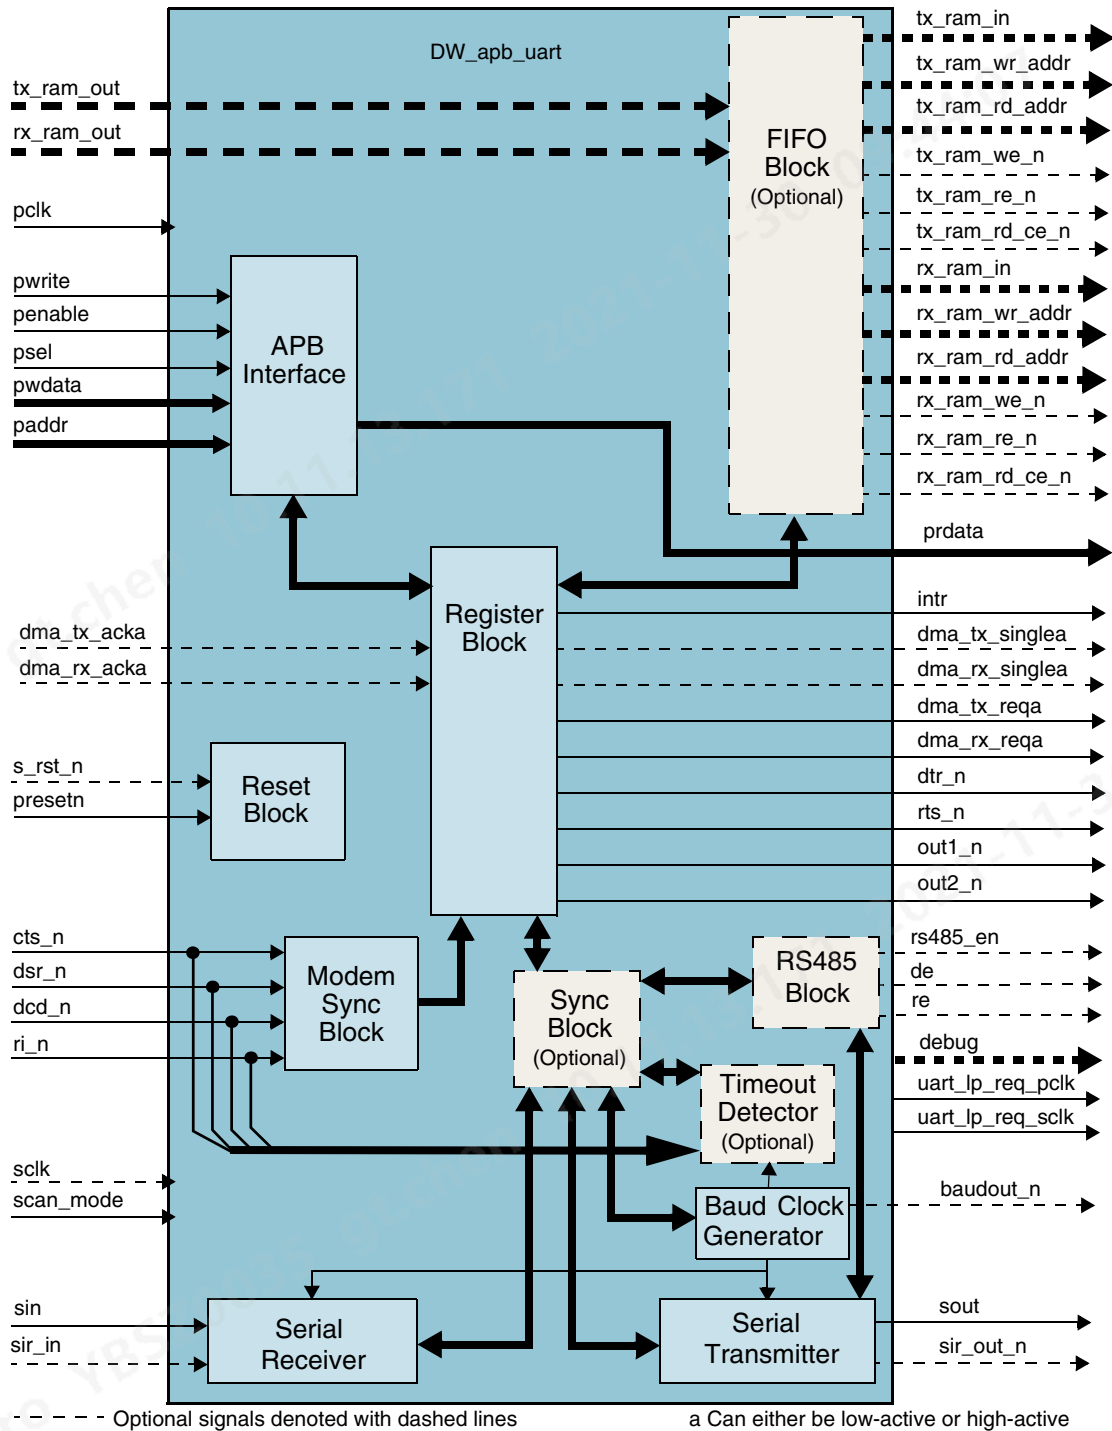 DW_apb_uart
tx_ram_out
rx_ram_out
pclk
pwrite
penable
psel
pwdata
paddr
APB
Interface
FIFO
Block
(Optional)
tx_ram_in
tx_ram_wr_addr
tx_ram_rd_addr
tx_ram_we_n
tx_ram_re_n
tx_ram_rd_ce_n
rx_ram_in
rx_ram_wr_addr
rx_ram_rd_addr
rx_ram_we_n
rx_ram_re_n
rx_ram_rd_ce_n
prdata
Register
Block
dma_tx_acka
dma_rx_acka
intr
dma_tx_singlea
dma_rx_singlea
dma_tx_reqa
dma_rx_reqa
dtr_n
rts_n
out1_n
out2_n
s_rst_n
presetn
Reset
Block
cts_n
dsr_n
dcd_n
ri_n
Modem
Sync
Block
Sync
Block
(Optional)
RS485
Block
rs485_en
de
re
debug
uart_lp_req_pclk
uart_lp_req_sclk
Timeout
Detector
(Optional)
sclk
scan_mode
Baud Clock
Generator
baudout_n
sin
sir_in
Serial
Receiver
Serial
Transmitter
sout
sir_out_n
Optional signals denoted with dashed lines
a Can either be low-active or high-active